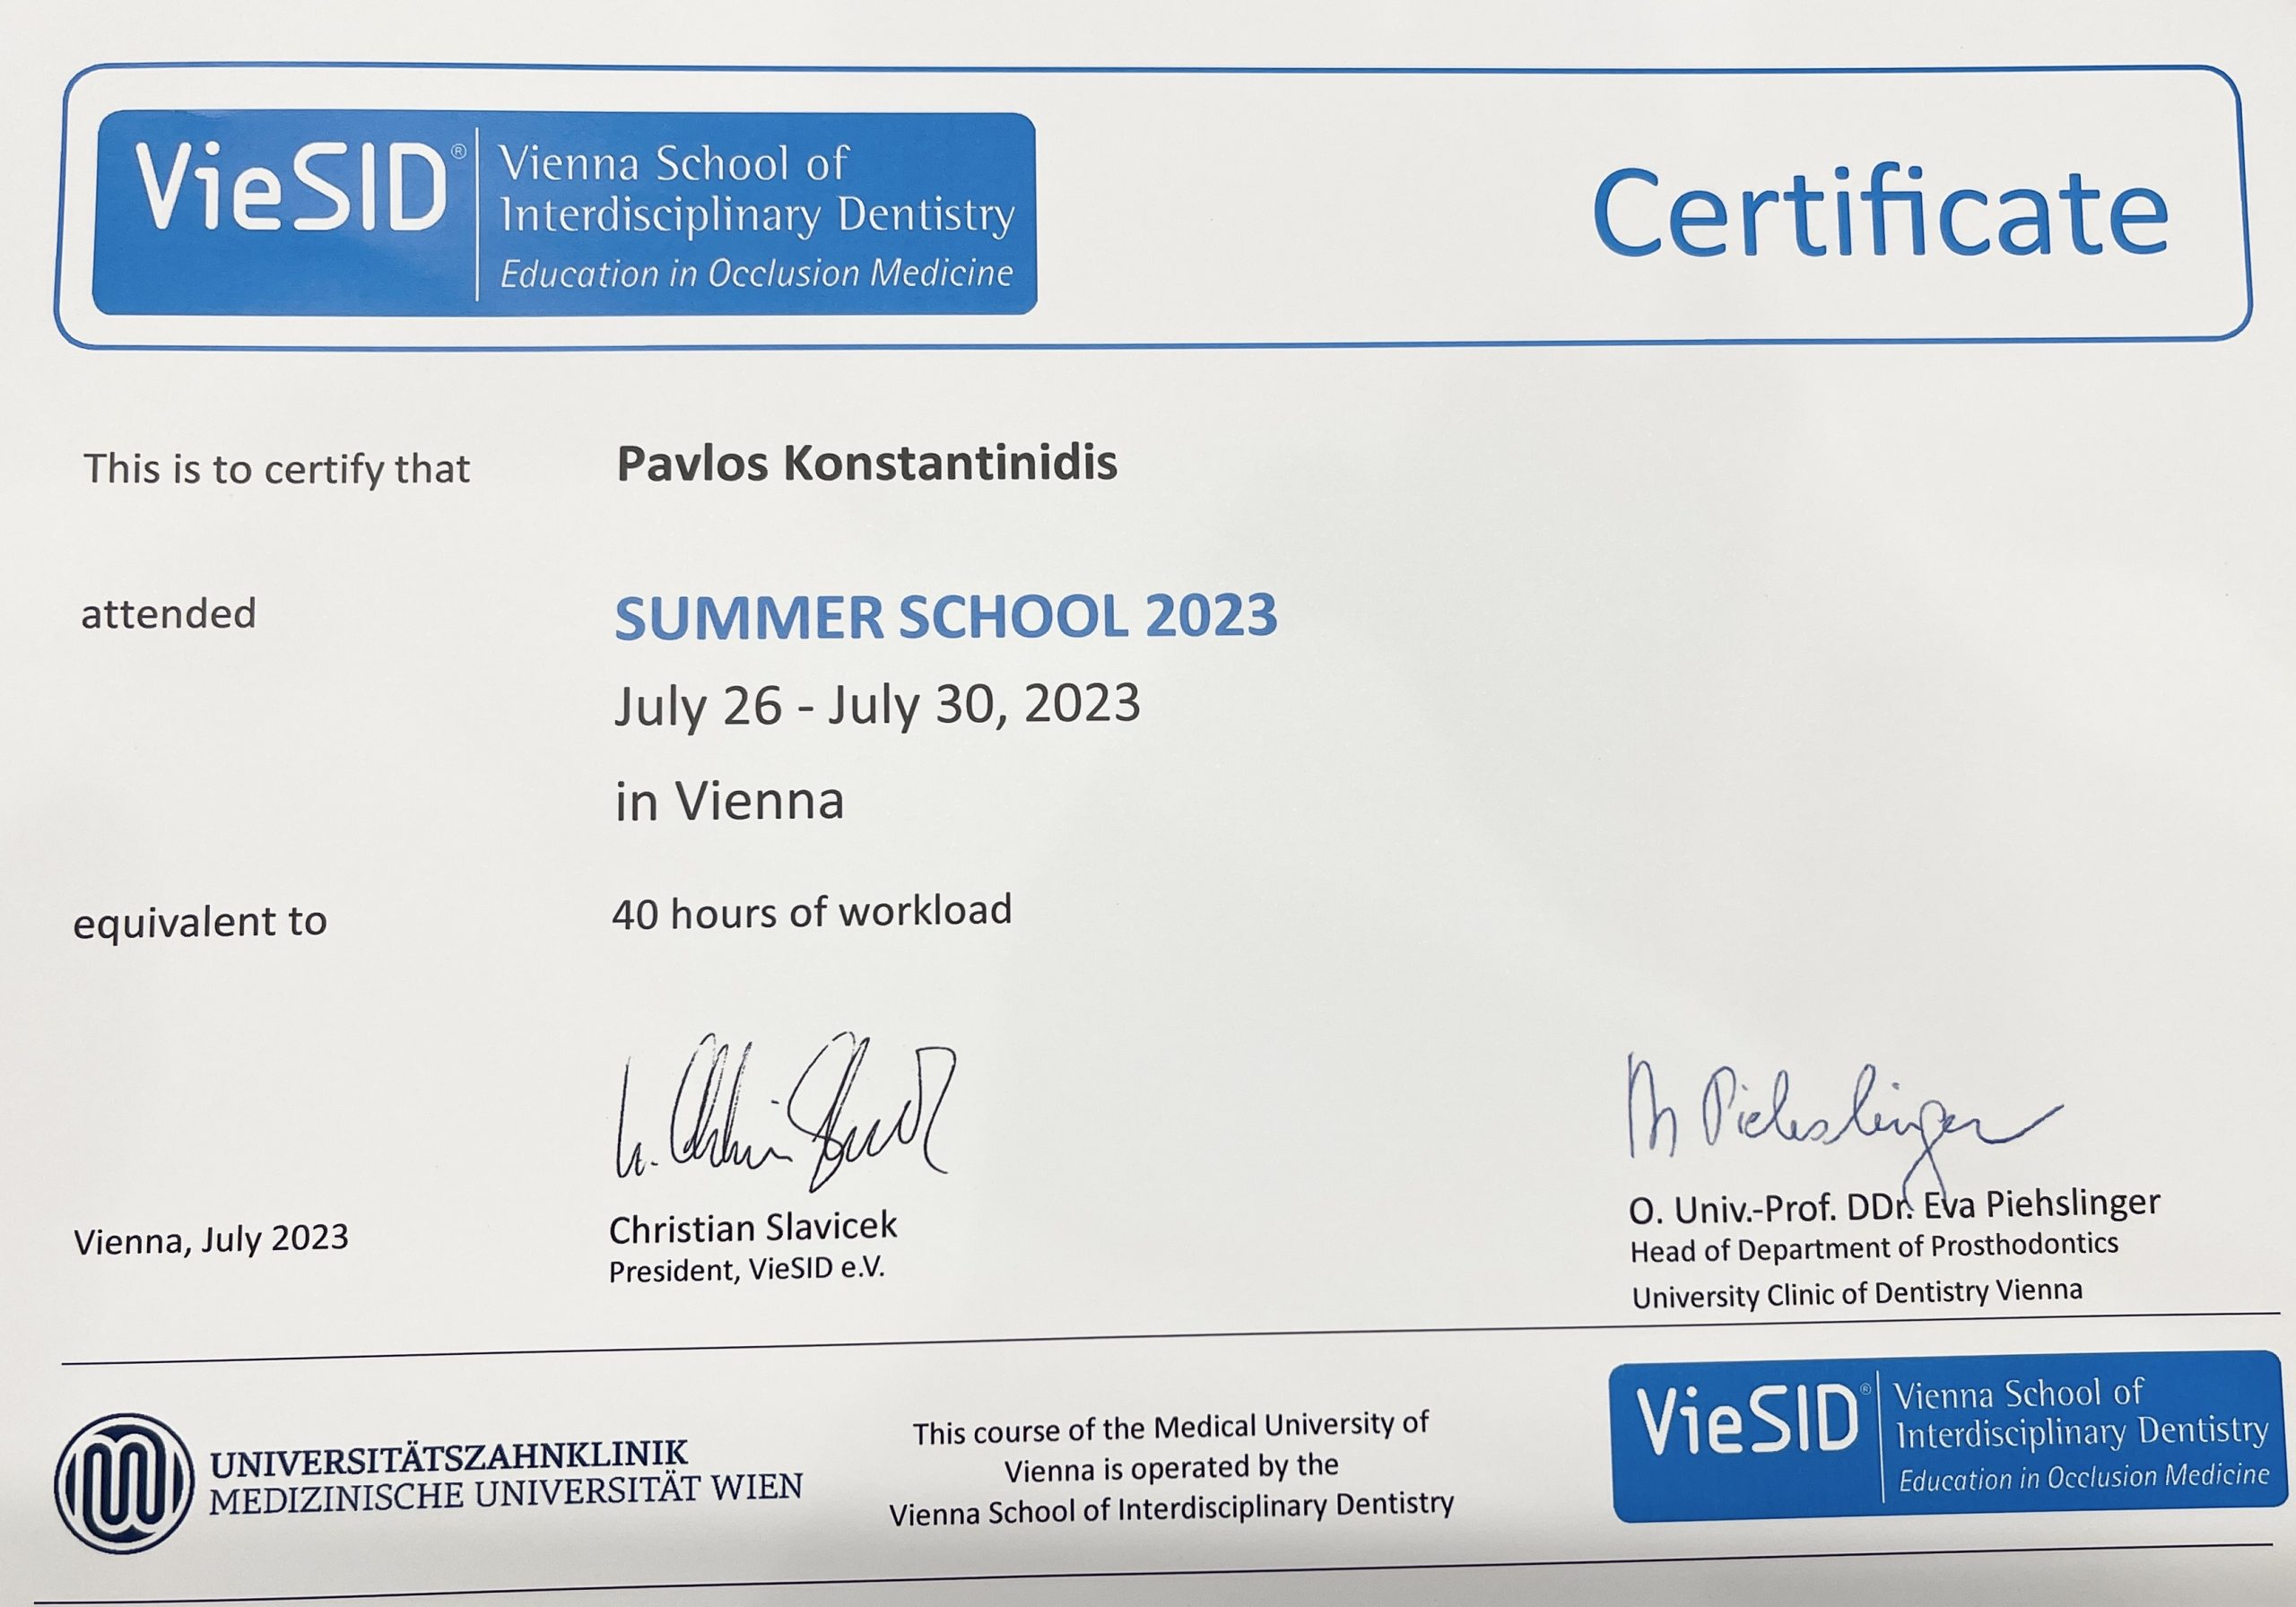 VieSID®
Vienna School of
Interdisciplinary Dentistry
Education in Occlusion Medicine
Certificate
This is to certify that Pavlos Konstantinidis
attended SUMMER SCHOOL 2023
July 26 - July 30, 2023
in Vienna
equivalent to 40 hours of workload
Piehslinger
Vienna, July 2023
Christian Slavicek
President, VieSID e.V.
O. Univ.-Prof. DDr. Eva Piehslinger
Head of Department of Prosthodontics
University Clinic of Dentistry Vienna
UNIVERSITÄTSZAHNKLINIK
MEDIZINISCHE UNIVERSITÄT WIEN
This course of the Medical University of
Vienna is operated by the
Vienna School of Interdisciplinary Dentistry
VieSID®
Vienna School of
Interdisciplinary Dentistry
Education in Occlusion Medicine